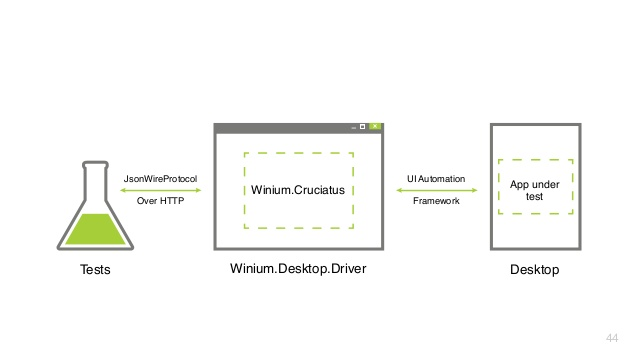 JsonWireProtocol
Over HTTP
Winium.Cruciatus
UI Automation
Framework
App under
test
Tests
Winium.Desktop.Driver
Desktop
44